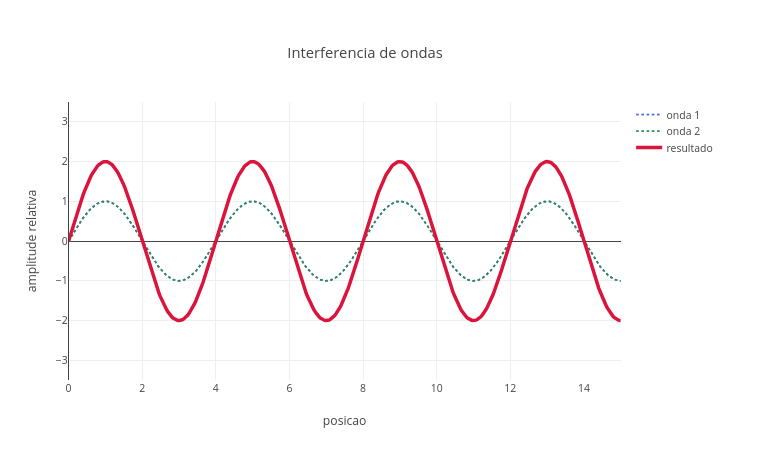 Interferencia de ondas
onda 1
onda 2
resultado
amplitude relativa
3
2
1
0
−1
−2
−3
0 2 4 6 8 10 12 14
posicao